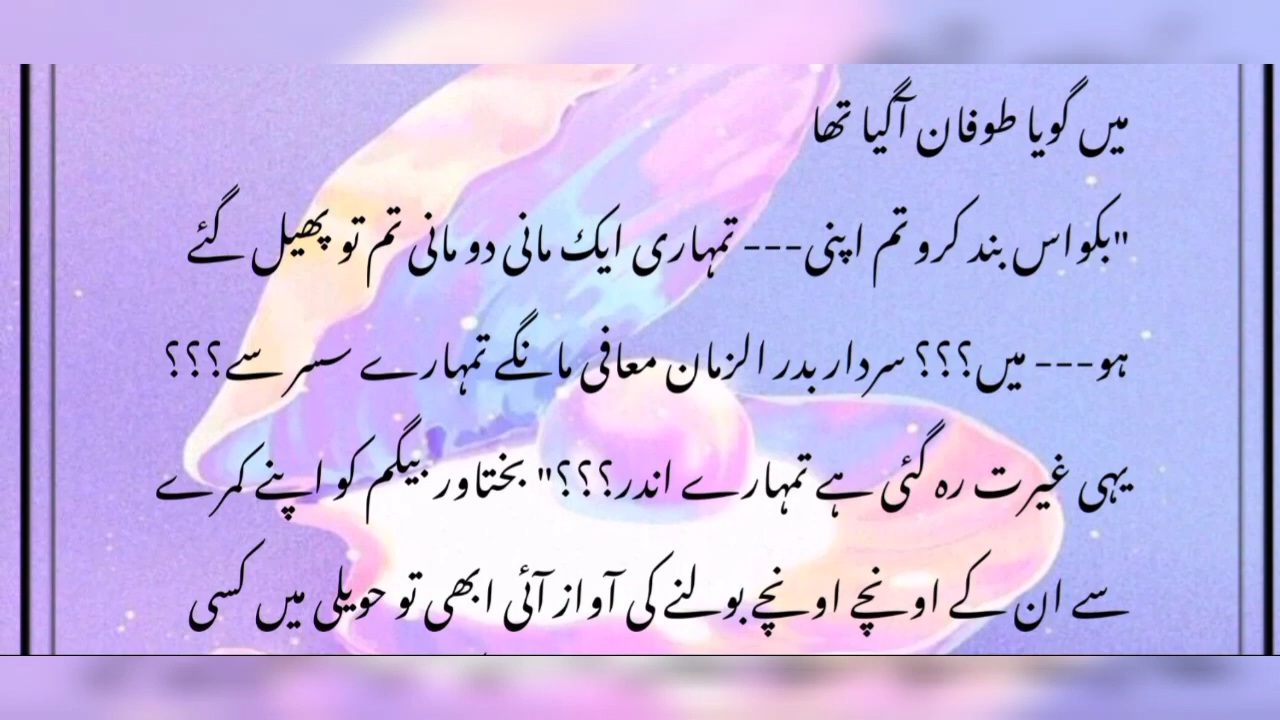 میں گویا طوفان آگیا تھا
"بکواس بند کرو تم اپنی--- تمہاری ایک مانی دو مانی تم تو پھیل گئے
ہو--- میں؟؟؟ سردار بدر الزمان معافی مانگے تمہارے سسر سے؟؟؟
یہی غیرت رہ گئی ہے تمہارے اندر؟؟؟" بختاور بیگم کو اپنے کمرے
سے ان کے اونچے اونچے بولنے کی آواز آئی ابھی تو حویلی میں کسی